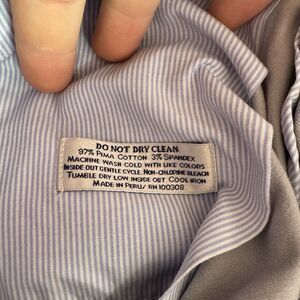 DO NOT DRY CLEAN
97% PIMA COTTON 3% SPANDEX
MACHINE WASH COLD WITH LIKE COLORS
INSIDE OUT GENTLE CYCLE. NON-CHLORINE BLEACH
TUMBLE DRY LOW INSIDE OUT COOL IRON
MADE IN PERU/ RN 100308